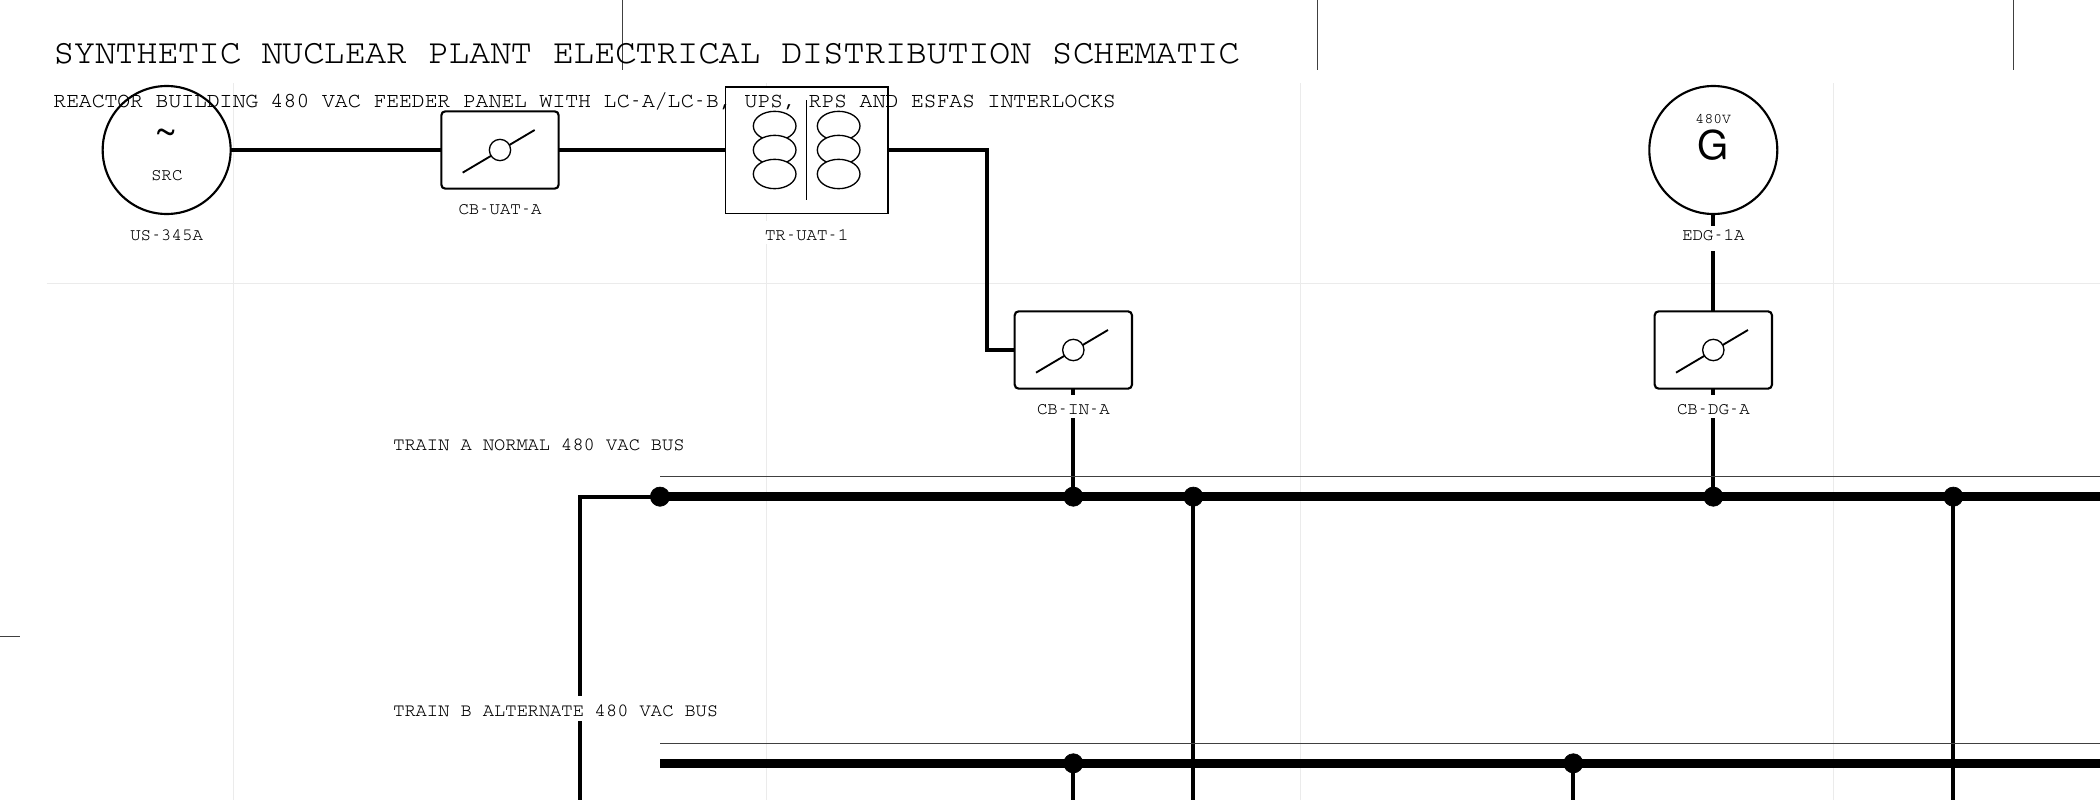 SYNTHETIC NUCLEAR PLANT ELECTRICAL DISTRIBUTION SCHEMATIC
REACTOR BUILDING 480 VAC FEEDER PANEL WITH LC-A/LC-B, UPS, RPS AND ESFAS INTERLOCKS
480V
~
G
SRC
CB-UAT-A
US-345A
TR-UAT-1
EDG-1A
CB-IN-A
CB-DG-A
TRAIN A NORMAL 480 VAC BUS
TRAIN B ALTERNATE 480 VAC BUS